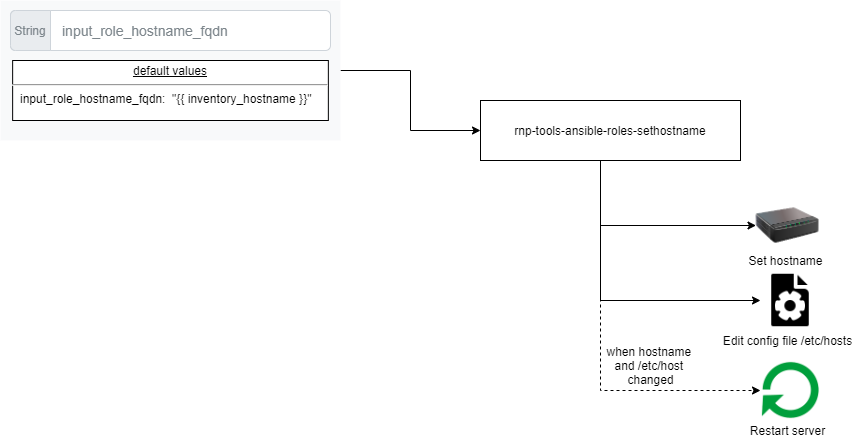 String
input_role_hostname_fqdn
default values
input_role_hostname_fqdn: "{{ inventory_hostname }}"
rnp-tools-ansible-roles-sethostname
Set hostname
Edit config file /etc/hosts
when hostname
and /etc/host
changed
Restart server